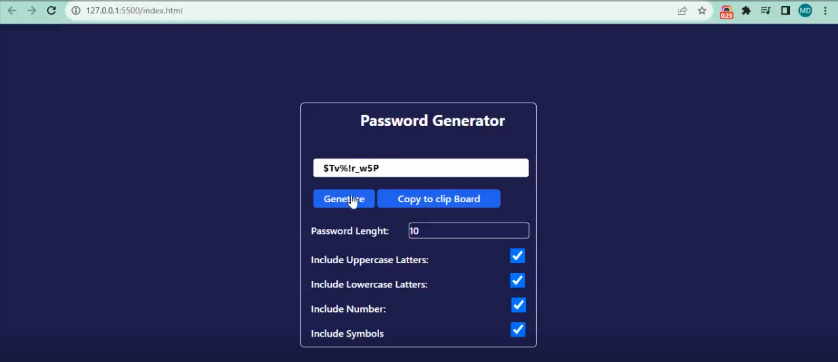 127.0.0.1:5500/index.html
MD
Password Generator
$Tv%!r_w5P
Copy to clip Board
Password Lenght: 10
Include Uppercase Latters:
Include Lowercase Latters:
Include Number:
Include Symbols